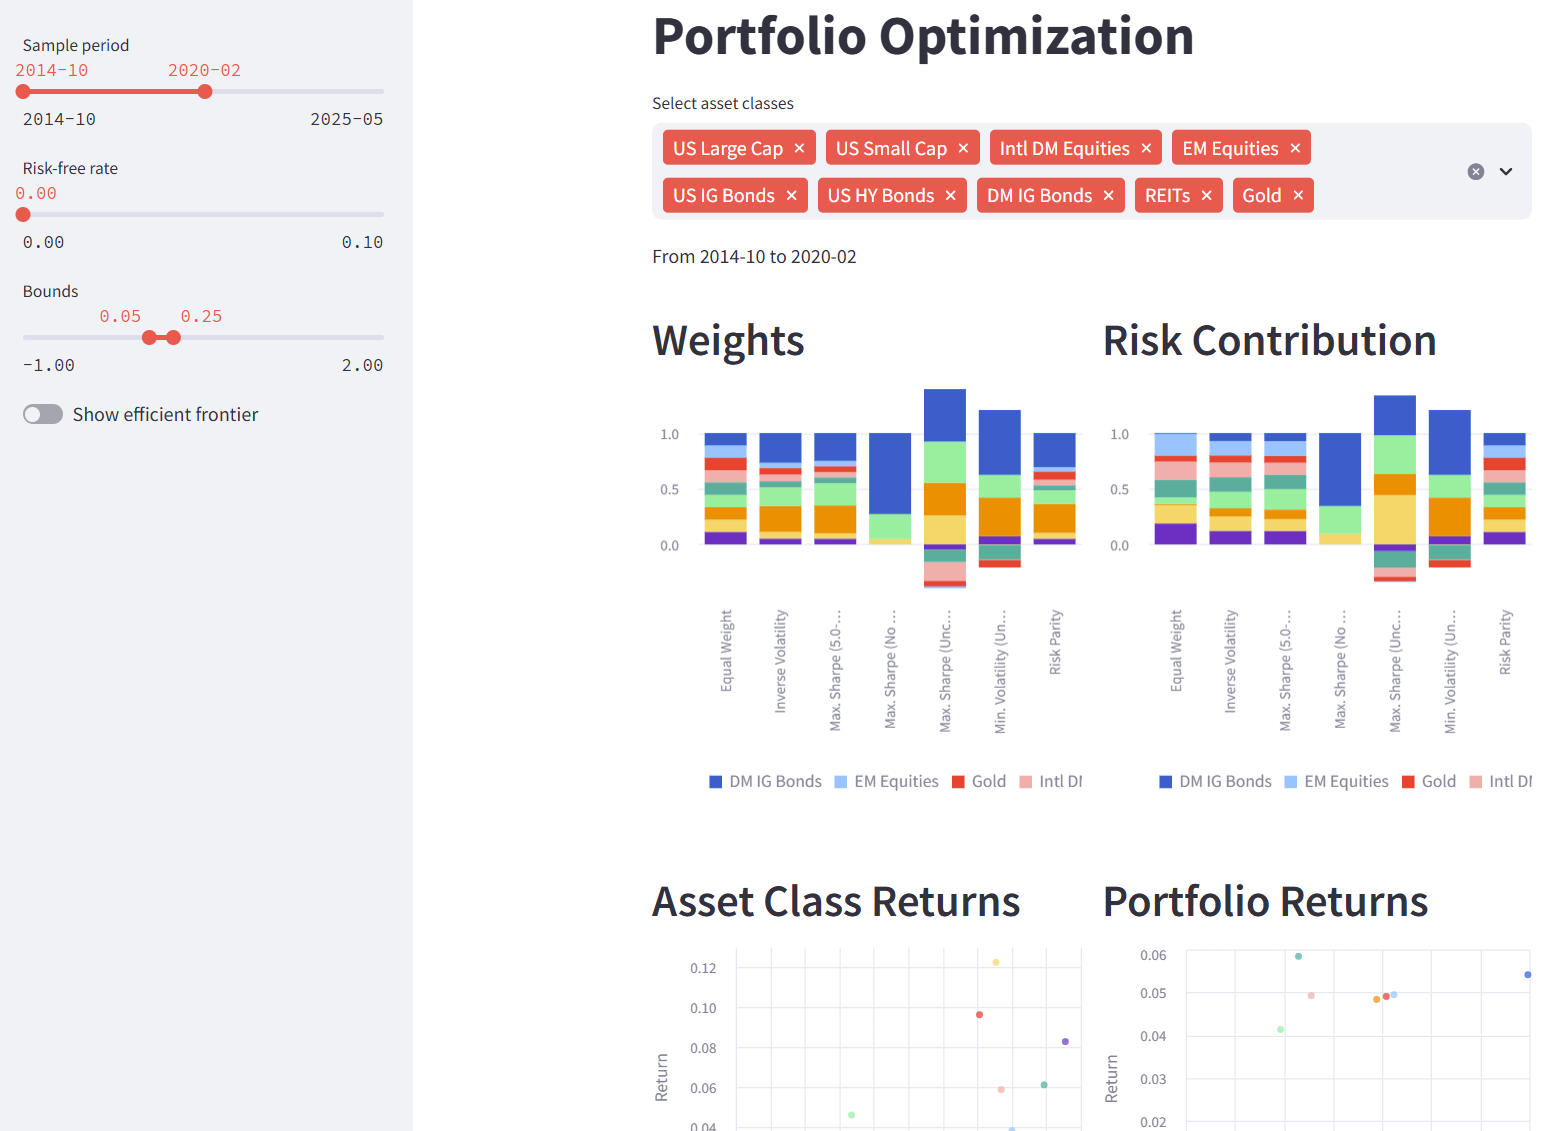 Sample period
2014-10 2020-02
2014-10 2025-05
Risk-free rate
0.00
0.00 0.10
Bounds
0.05 0.25
-1.00 2.00
Show efficient frontier
Portfolio Optimization
Select asset classes
US Large Cap × US Small Cap × Intl DM Equities × EM Equities ×
US IG Bonds × US HY Bonds × DM IG Bonds × REITs × Gold ×
From 2014-10 to 2020-02
Weights
1.0
0.5
0.0
Equal Weight
Inverse Volatility
Max. Sharpe (5.0-…
Max. Sharpe (No …
Max. Sharpe (Unc…
Min. Volatility (Un…
Risk Parity
DM IG Bonds EM Equities Gold Intl DM
Risk Contribution
1.0
0.5
0.0
Equal Weight
Inverse Volatility
Max. Sharpe (5.0-…
Max. Sharpe (No …
Max. Sharpe (Unc…
Min. Volatility (Un…
Risk Parity
DM IG Bonds EM Equities Gold Intl DM
Asset Class Returns
0.12
0.10
0.08
0.06
0.04
Return
Portfolio Returns
0.06
0.05
0.04
0.03
0.02
Return